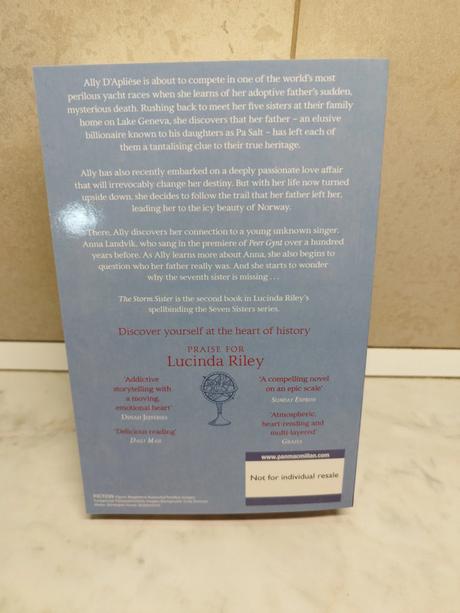 Ally D'Aplièse is about to compete in one of the world's most
perilous yacht races when she learns of her adoptive father's sudden,
mysterious death. Rushing back to meet her five sisters at their family
home on Lake Geneva, she discovers that her father – an elusive
billionaire known to his daughters as Pa Salt – has left each of
them a tantalising clue to their true heritage.
Ally has also recently embarked on a deeply passionate love affair
that will irrevocably change her destiny. But with her life now turned
upside down, she decides to follow the trail that her father left her,
leading her to the icy beauty of Norway.
There, Ally discovers her connection to a young unknown singer,
Anna Landvik, who sang in the premiere of Peer Gynt over a hundred
years before. As Ally learns more about Anna, she also begins to
question who her father really was. And she starts to wonder
why the seventh sister is missing . . .
The Storm Sister is the second book in Lucinda Riley's
spellbinding the Seven Sisters series.
Discover yourself at the heart of history
PRAISE FOR
Lucinda Riley
'Addictive
storytelling with
a moving,
emotional heart'
DINAH JEFFERIES
'Delicious reading'
DAILY MAIL
'A compelling novel
on an epic scale'
SUNDAY EXPRESS
'Atmospheric,
heart-rending and
multi-layered'
GRAZIA
www.panmacmillan.com
Not for individual resale
FICTION